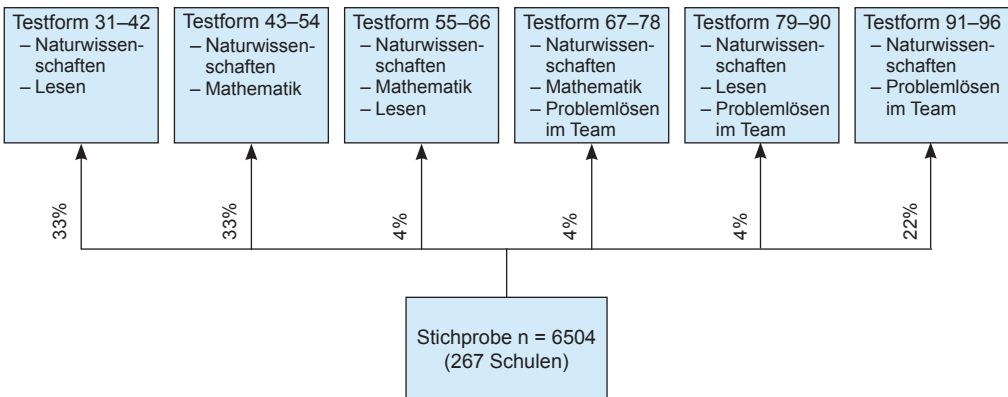 Testform 31–42
– Naturwissen-
schaften
– Lesen
Testform 43–54
– Naturwissen-
schaften
– Mathematik
Testform 55–66
– Naturwissen-
schaften
– Mathematik
– Lesen
Testform 67–78
– Naturwissen-
schaften
– Mathematik
– Problemlösen
im Team
Testform 79–90
– Naturwissen-
schaften
– Lesen
– Problemlösen
im Team
Testform 91–96
– Naturwissen-
schaften
– Problemlösen
im Team
33%
33%
4%
4%
4%
22%
Stichprobe n = 6504
(267 Schulen)